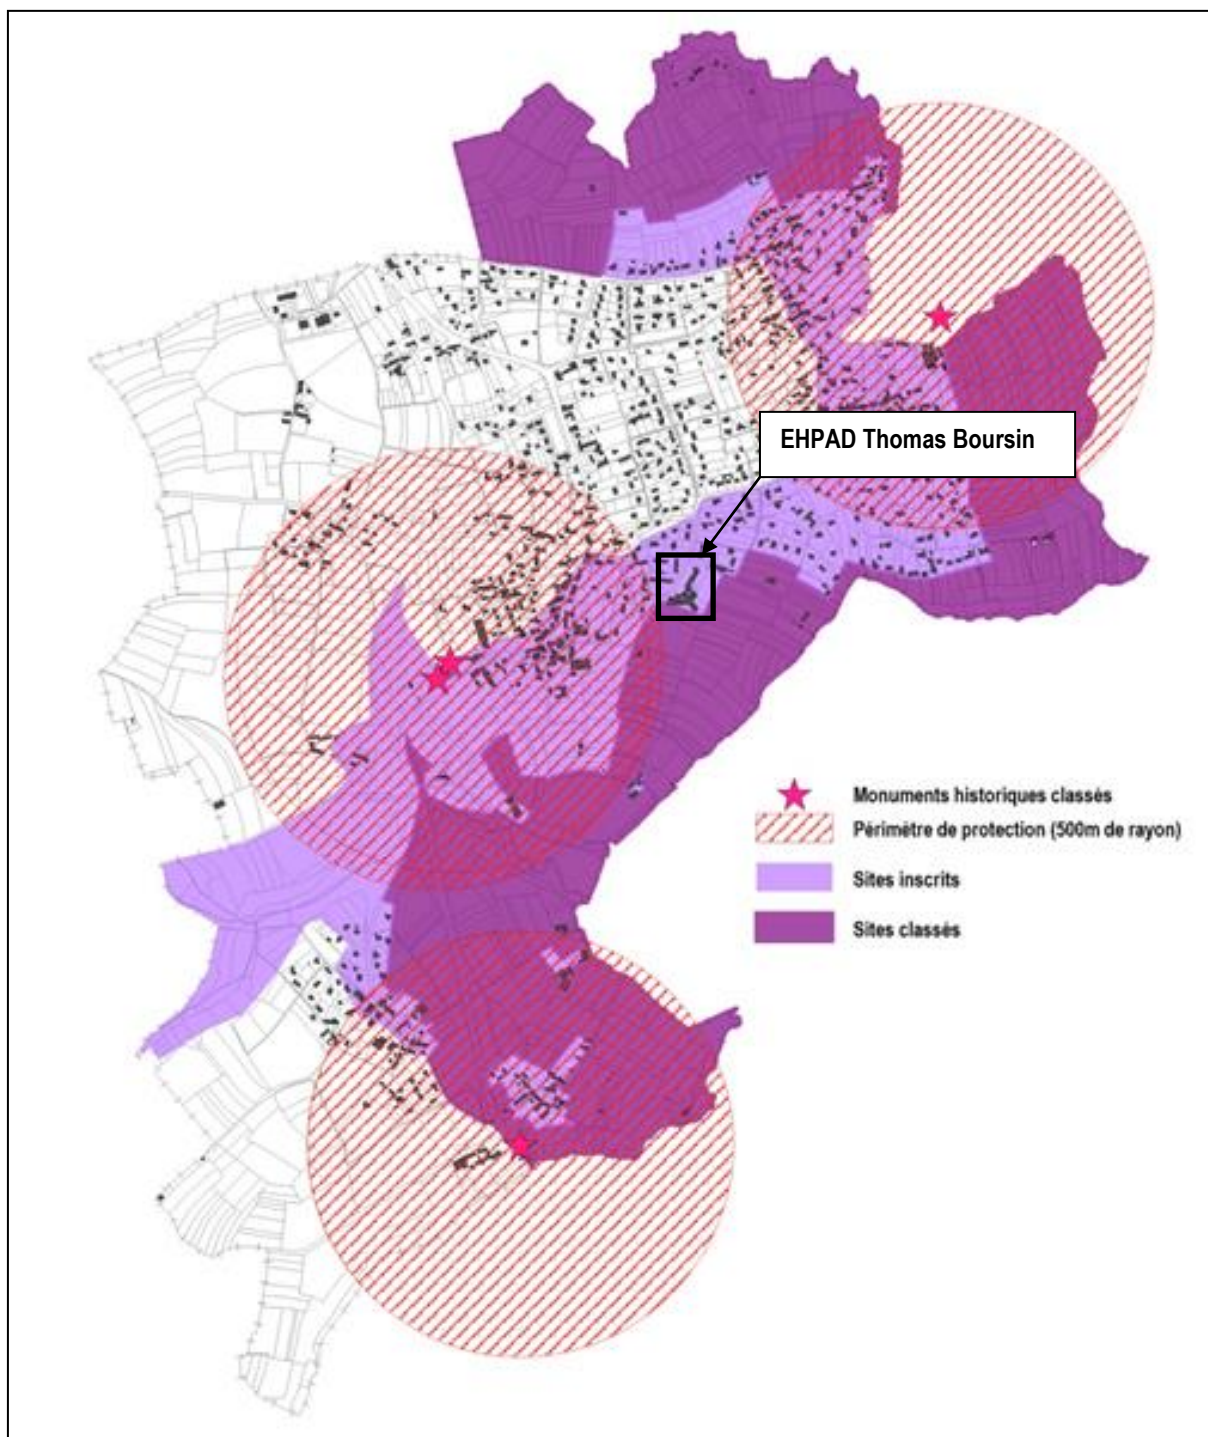 EHPAD Thomas Boursin
Monuments historiques classés
Périmètre de protection (500m de rayon)
Sites inscrits
Sites classés